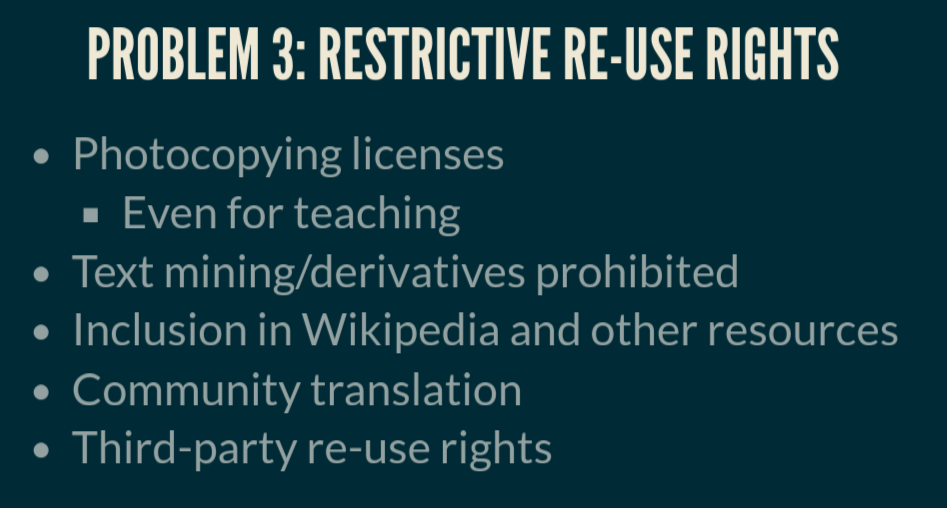 PROBLEM 3: RESTRICTIVE RE-USE RIGHTS
• Photocopying licenses
▪ Even for teaching
• Text mining/derivatives prohibited
• Inclusion in Wikipedia and other resources
• Community translation
• Third-party re-use rights